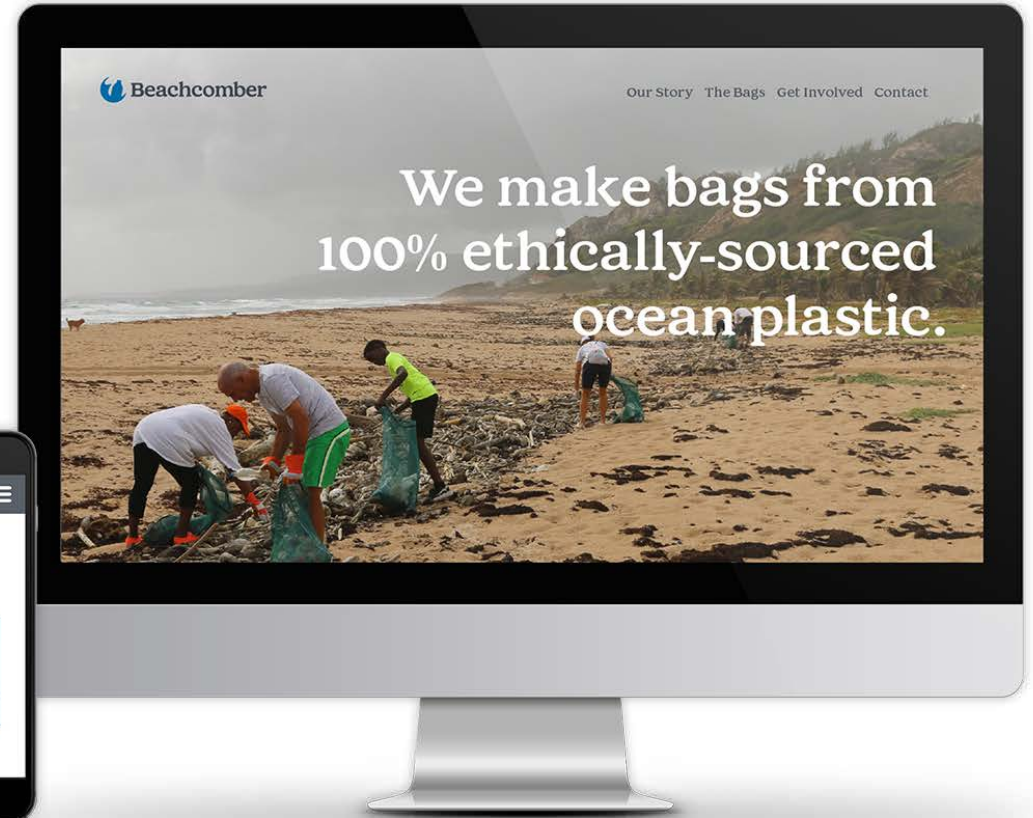 Beachcomber
Our Story The Bags Get Involved Contact
We make bags from
100% ethically-sourced
ocean plastic.